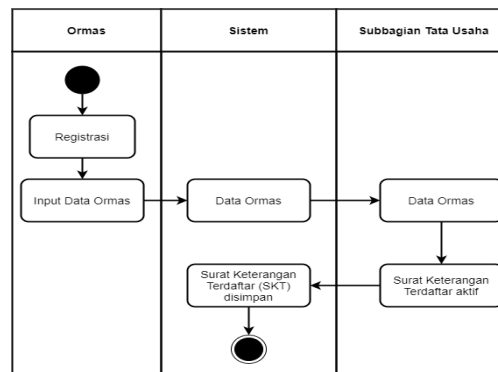 Ormas
Sistem
Subbagian Tata Usaha
Registrasi
Input Data Ormas
Data Ormas
Data Ormas
Surat Keterangan
Terdaftar (SKT)
disimpan
Surat Keterangan
Terdaftar aktif